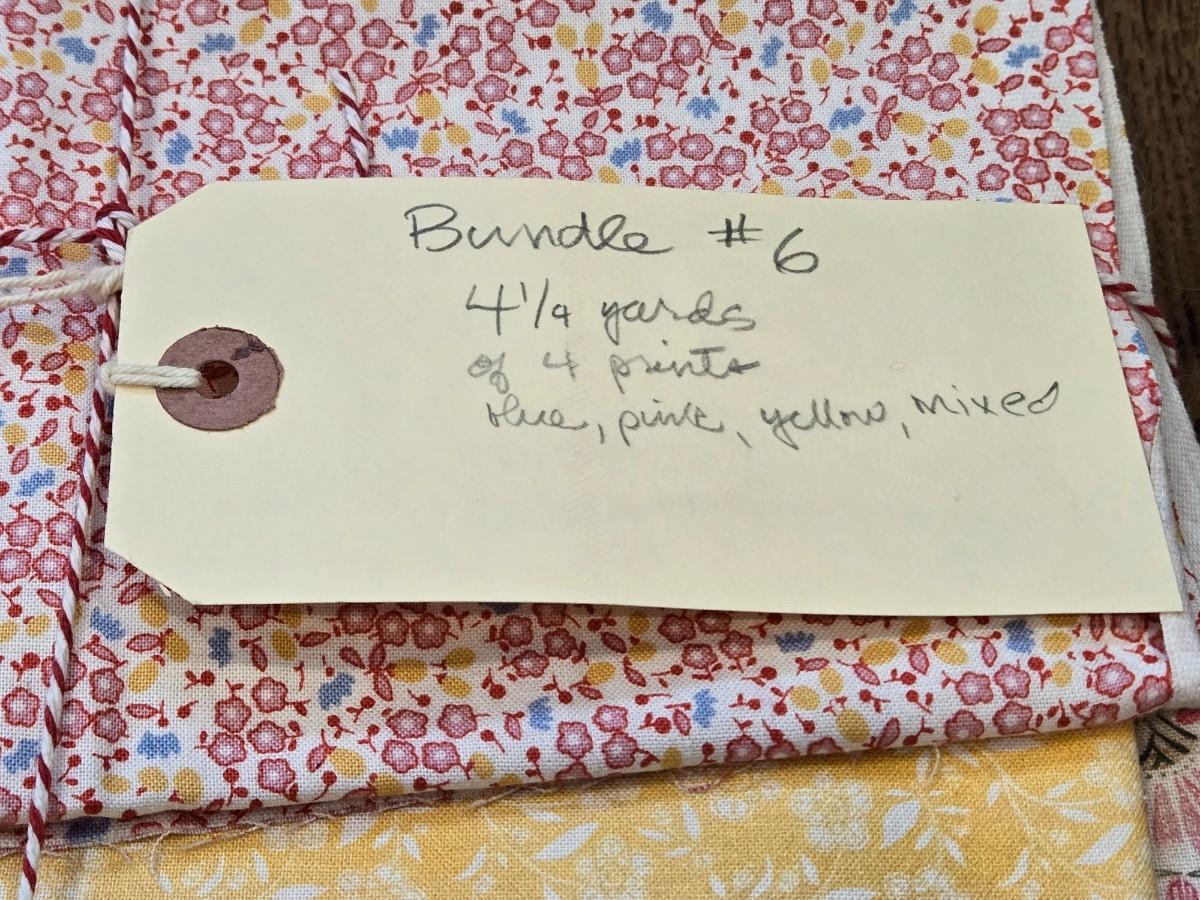 Bundle #6
4 1/4 yards
of 4 prints
blue, pink, yellow, mixed